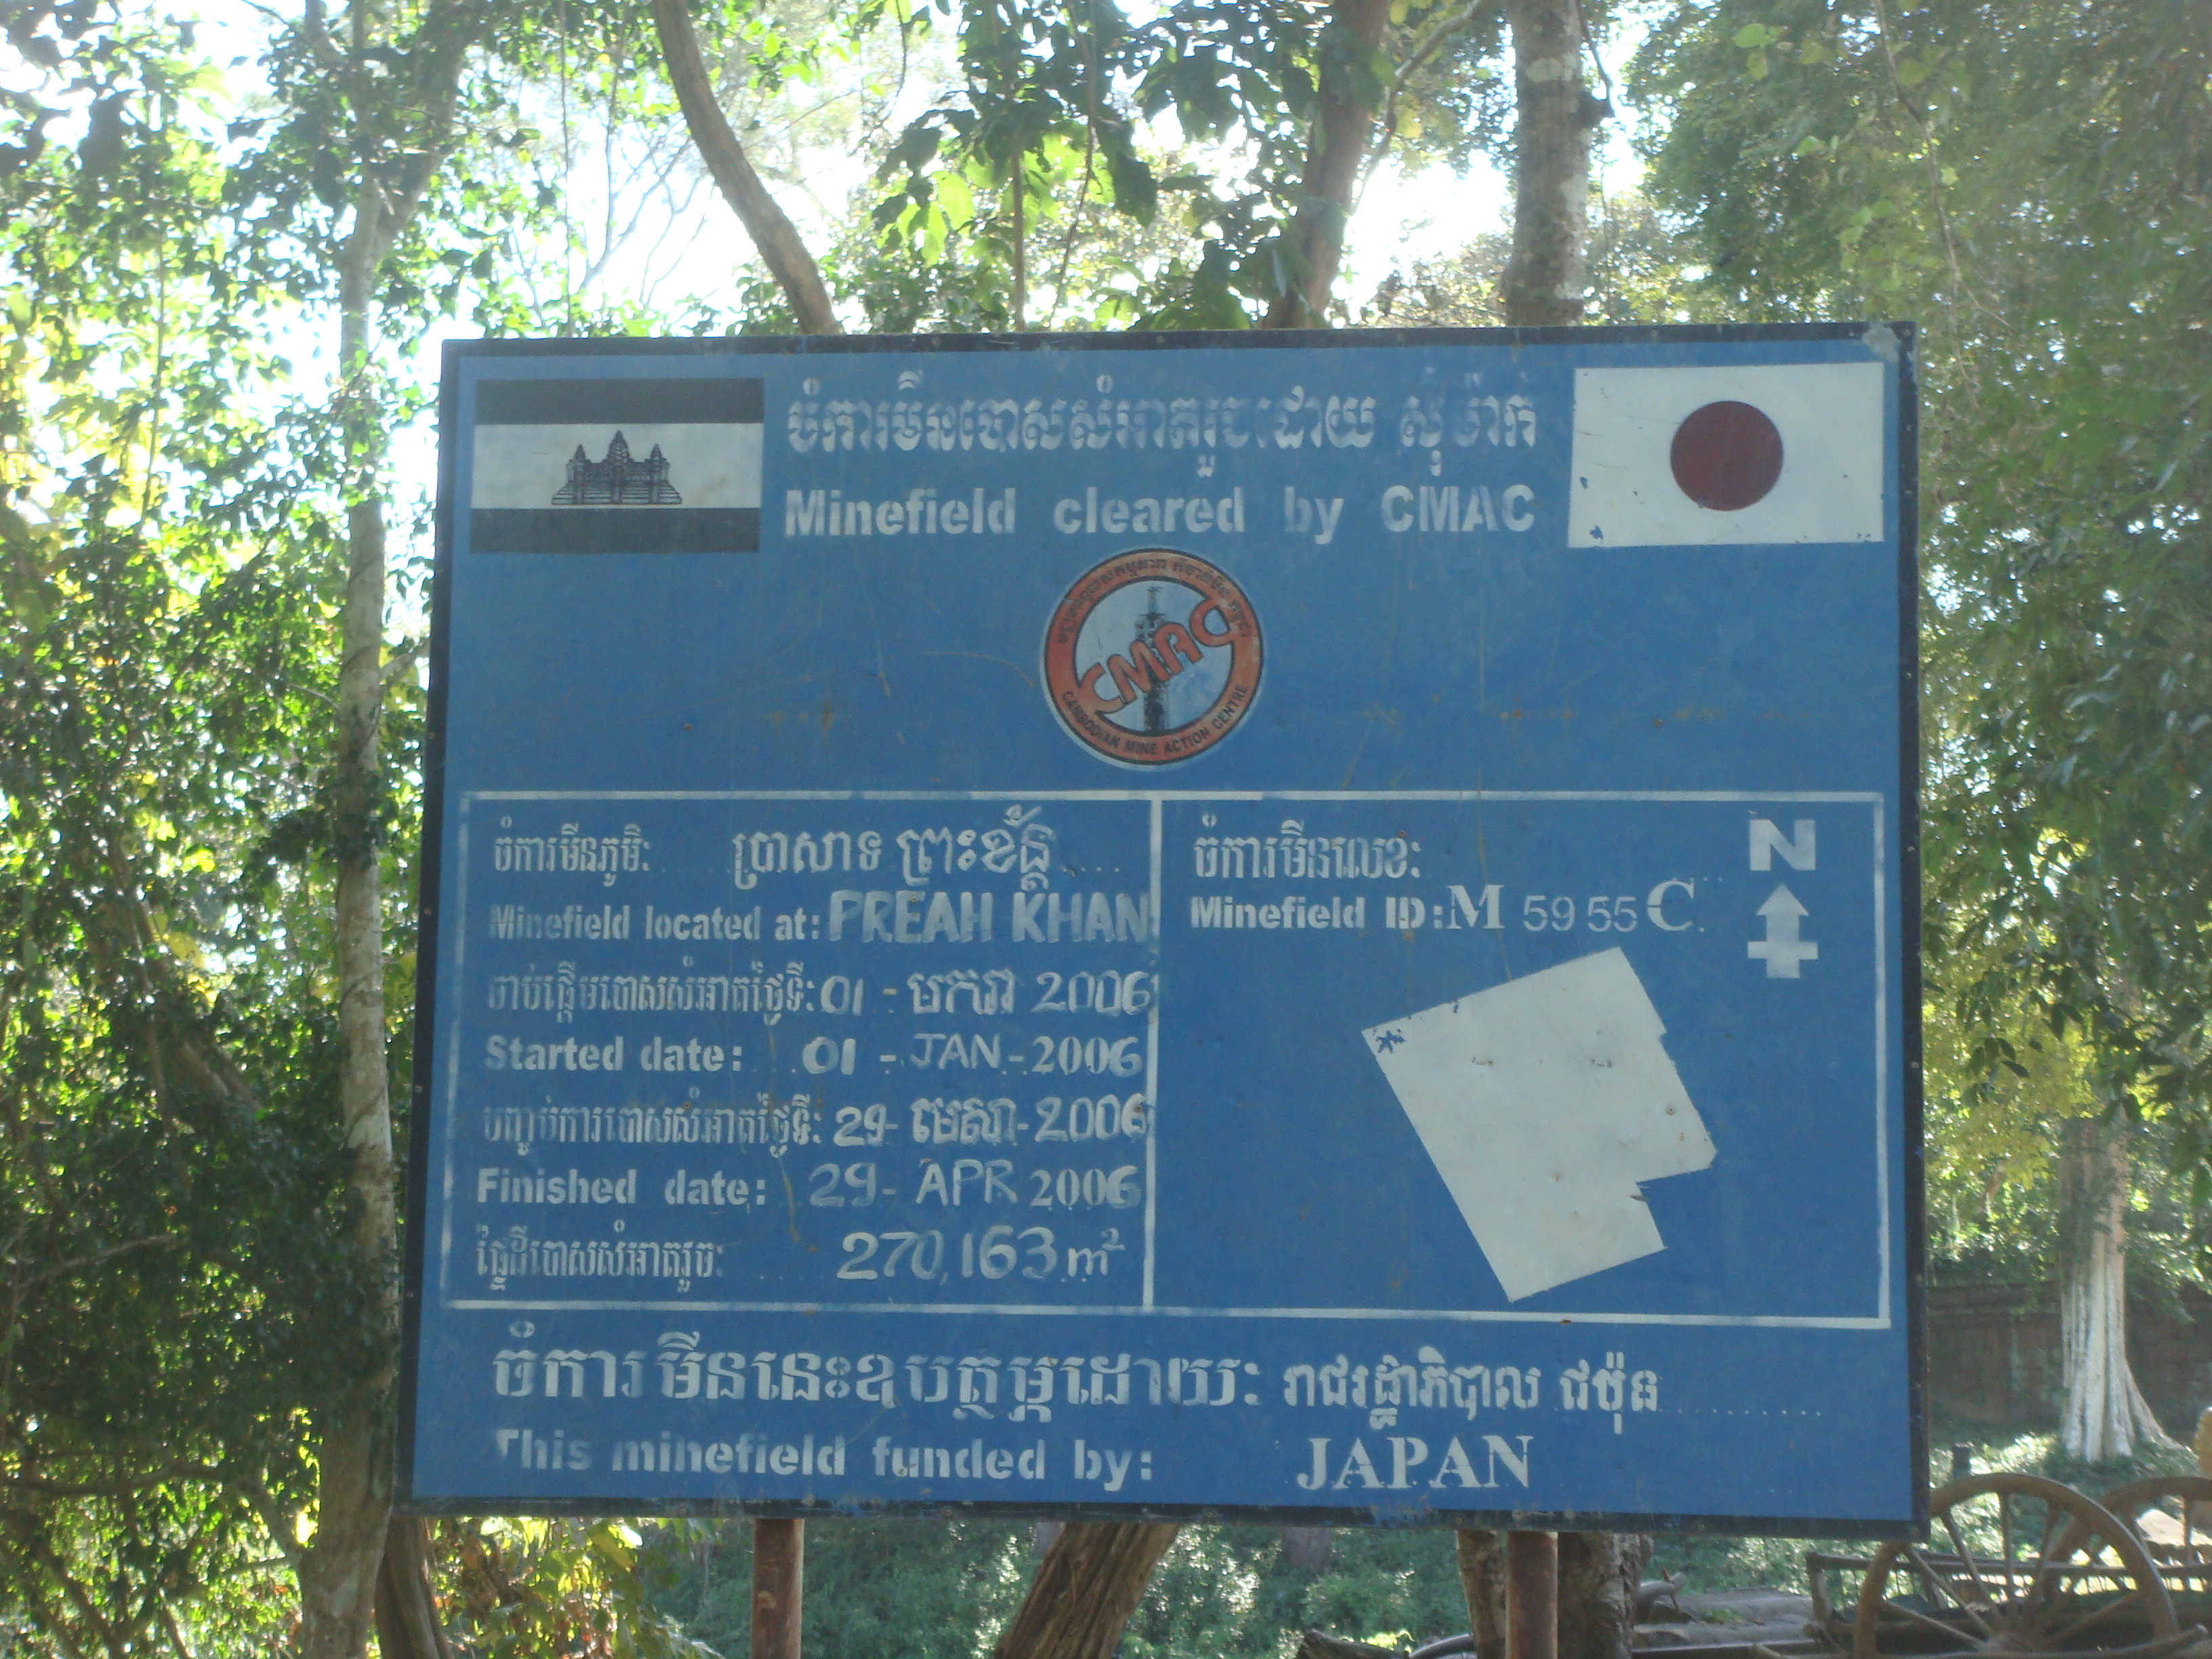 ចំការមីនបោសសំអាតរួចដោយ ស៊ីម៉ាក់
Minefield cleared by CMAC
CMAC
CAMBODIAN MINE ACTION CENTRE
ចំការមីនភូមិ: ប្រាសាទ ព្រះខ័ន្ត
Minefield located at: PREAH KHAN
ចាប់ផ្តើមបោសសំអាតថ្ងៃទី: 01 - មករា 2006
Started date: 01 - JAN - 2006
បញ្ចប់ការបោសសំអាតថ្ងៃទី: 29 - មេសា - 2006
Finished date: 29 - APR 2006
ផ្ទៃដីបោសសំអាតរួច: 270,163 m²
ចំការមីនលេខ:
Minefield ID: M 5955 C
N
ចំការមីននេះឧបត្ថម្ភដោយ: រាជរដ្ឋាភិបាល ជប៉ុន
This minefield funded by: JAPAN